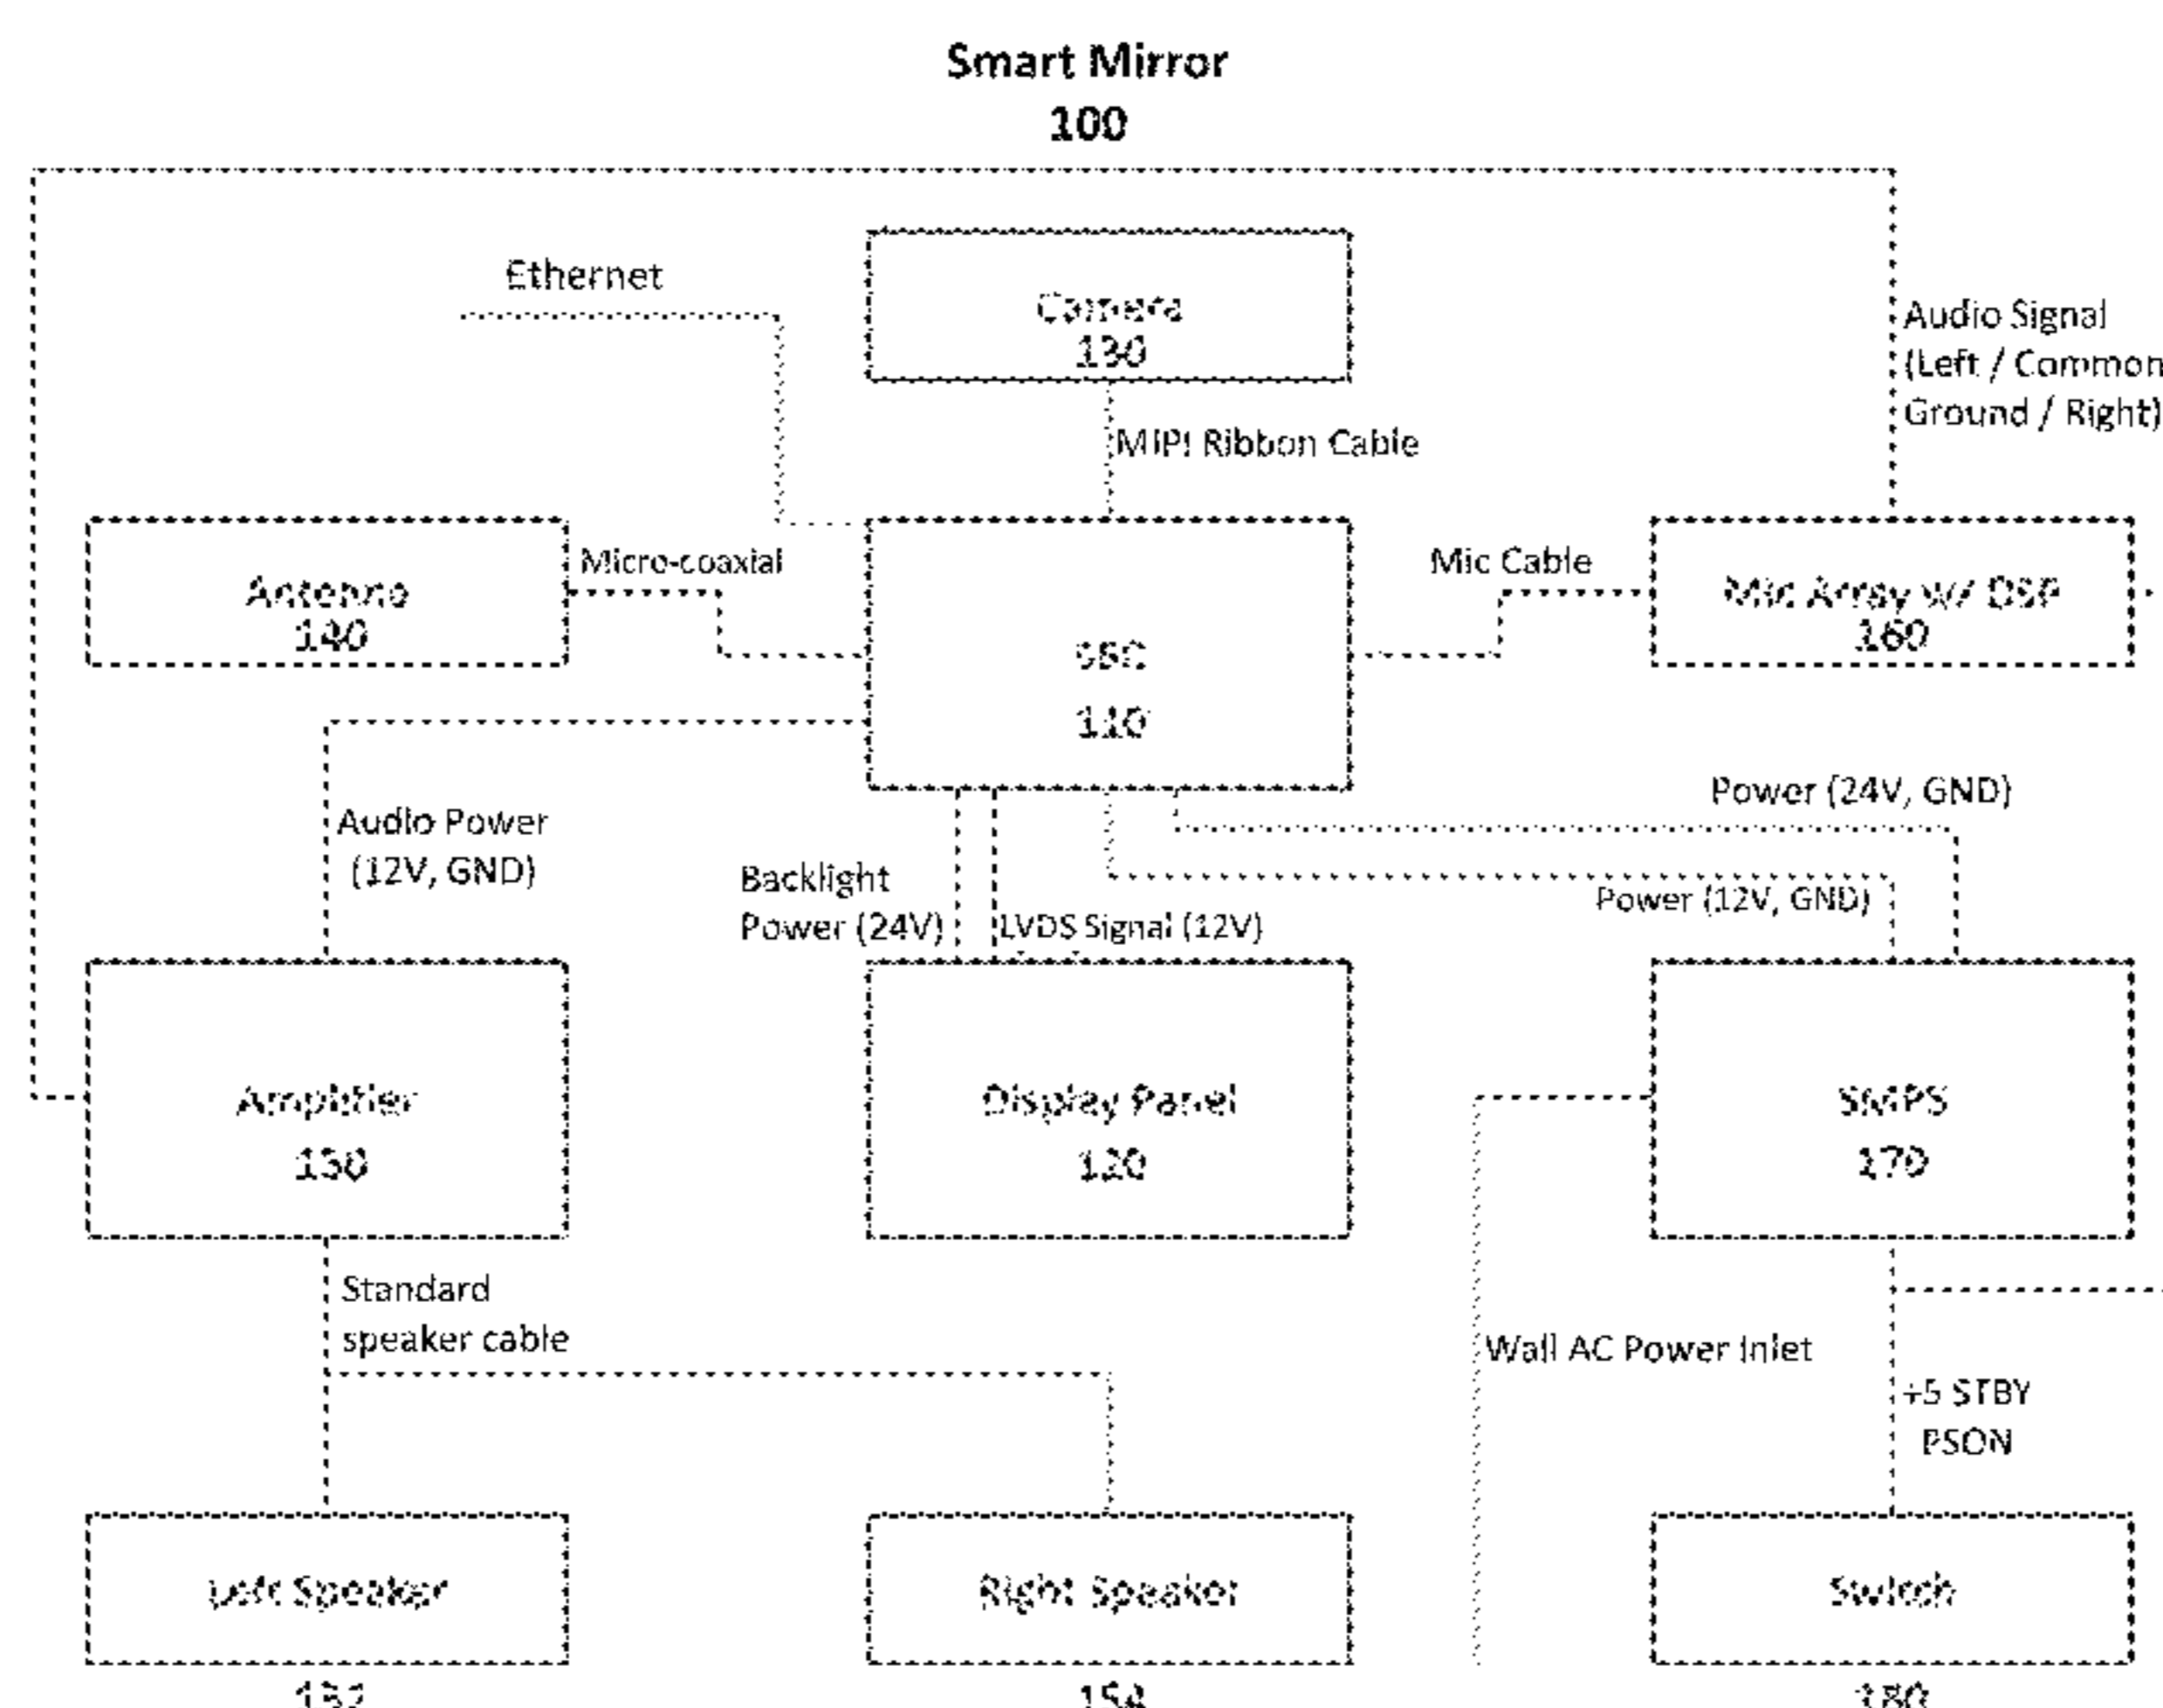 Smart Mirror
100
Ethernet
Camera
130
Audio Signal
(Left / Common
Ground / Right)
MIPI Ribbon Cable
Antenna
140
Micro-coaxial
SBC
110
Mic Cable
Mic Array w/ DSP
160
Audio Power
(12V, GND)
Backlight
Power (24V)
LVDS Signal (12V)
Power (24V, GND)
Power (12V, GND)
Amplifier
150
Display Panel
120
SMPS
170
Standard
speaker cable
Wall AC Power Inlet
+5 STBY
PSON
Left Speaker
Right Speaker
Switch
152
154
180